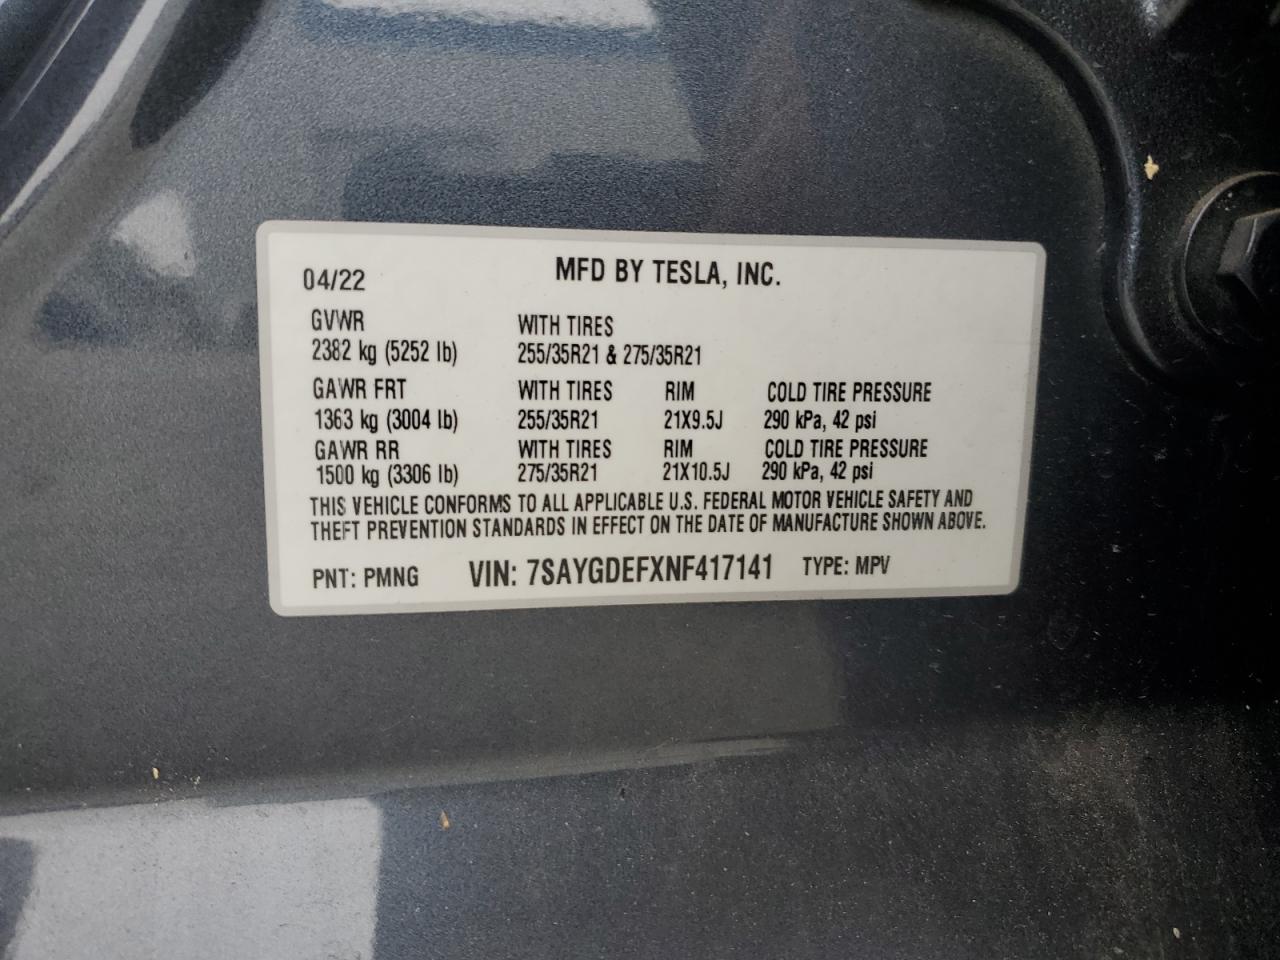 04/22 MFD BY TESLA, INC.
GVWR WITH TIRES
2382 kg (5252 lb) 255/35R21 & 275/35R21
GAWR FRT WITH TIRES RIM COLD TIRE PRESSURE
1363 kg (3004 lb) 255/35R21 21X9.5J 290 kPa, 42 psi
GAWR RR WITH TIRES RIM COLD TIRE PRESSURE
1500 kg (3306 lb) 275/35R21 21X10.5J 290 kPa, 42 psi
THIS VEHICLE CONFORMS TO ALL APPLICABLE U.S. FEDERAL MOTOR VEHICLE SAFETY AND
THEFT PREVENTION STANDARDS IN EFFECT ON THE DATE OF MANUFACTURE SHOWN ABOVE.
PNT: PMNG VIN: 7SAYGDEFXNF417141 TYPE: MPV